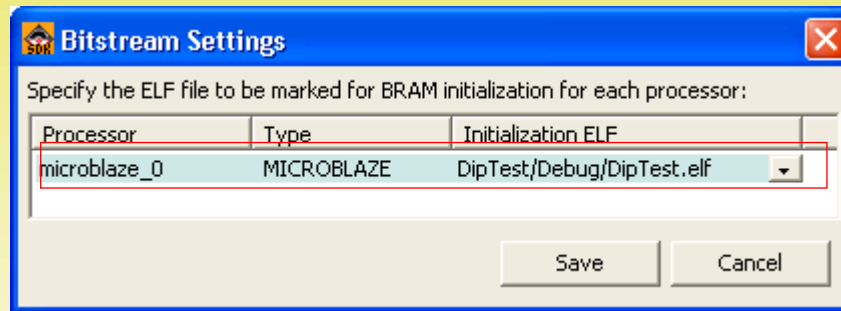 SDK Bitstream Settings
Specify the ELF file to be marked for BRAM initialization for each processor:
Processor Type Initialization ELF
microblaze_0 MICROBLAZE DipTest/Debug/DipTest.elf
Save Cancel